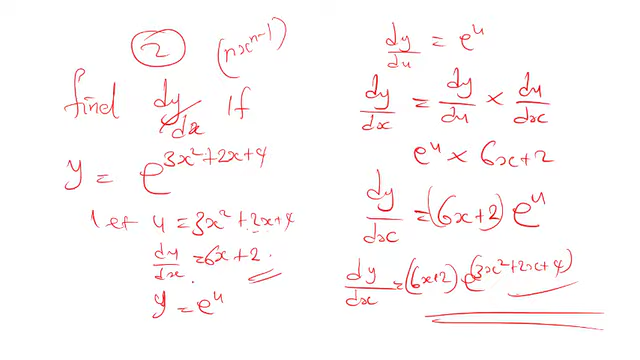 2 (nx^{n-1})
find dy/dx If
y = e^{3x²+2x+4}
let u = 3x²+2x+4
du/dx = 6x+2.
y = e^u
dy/du = e^u
dy/dx = dy/du × du/dx
e^u × 6x+2
dy/dx = (6x+2) e^u
dy/dx = (6x+2) e^{(3x²+2x+4)}